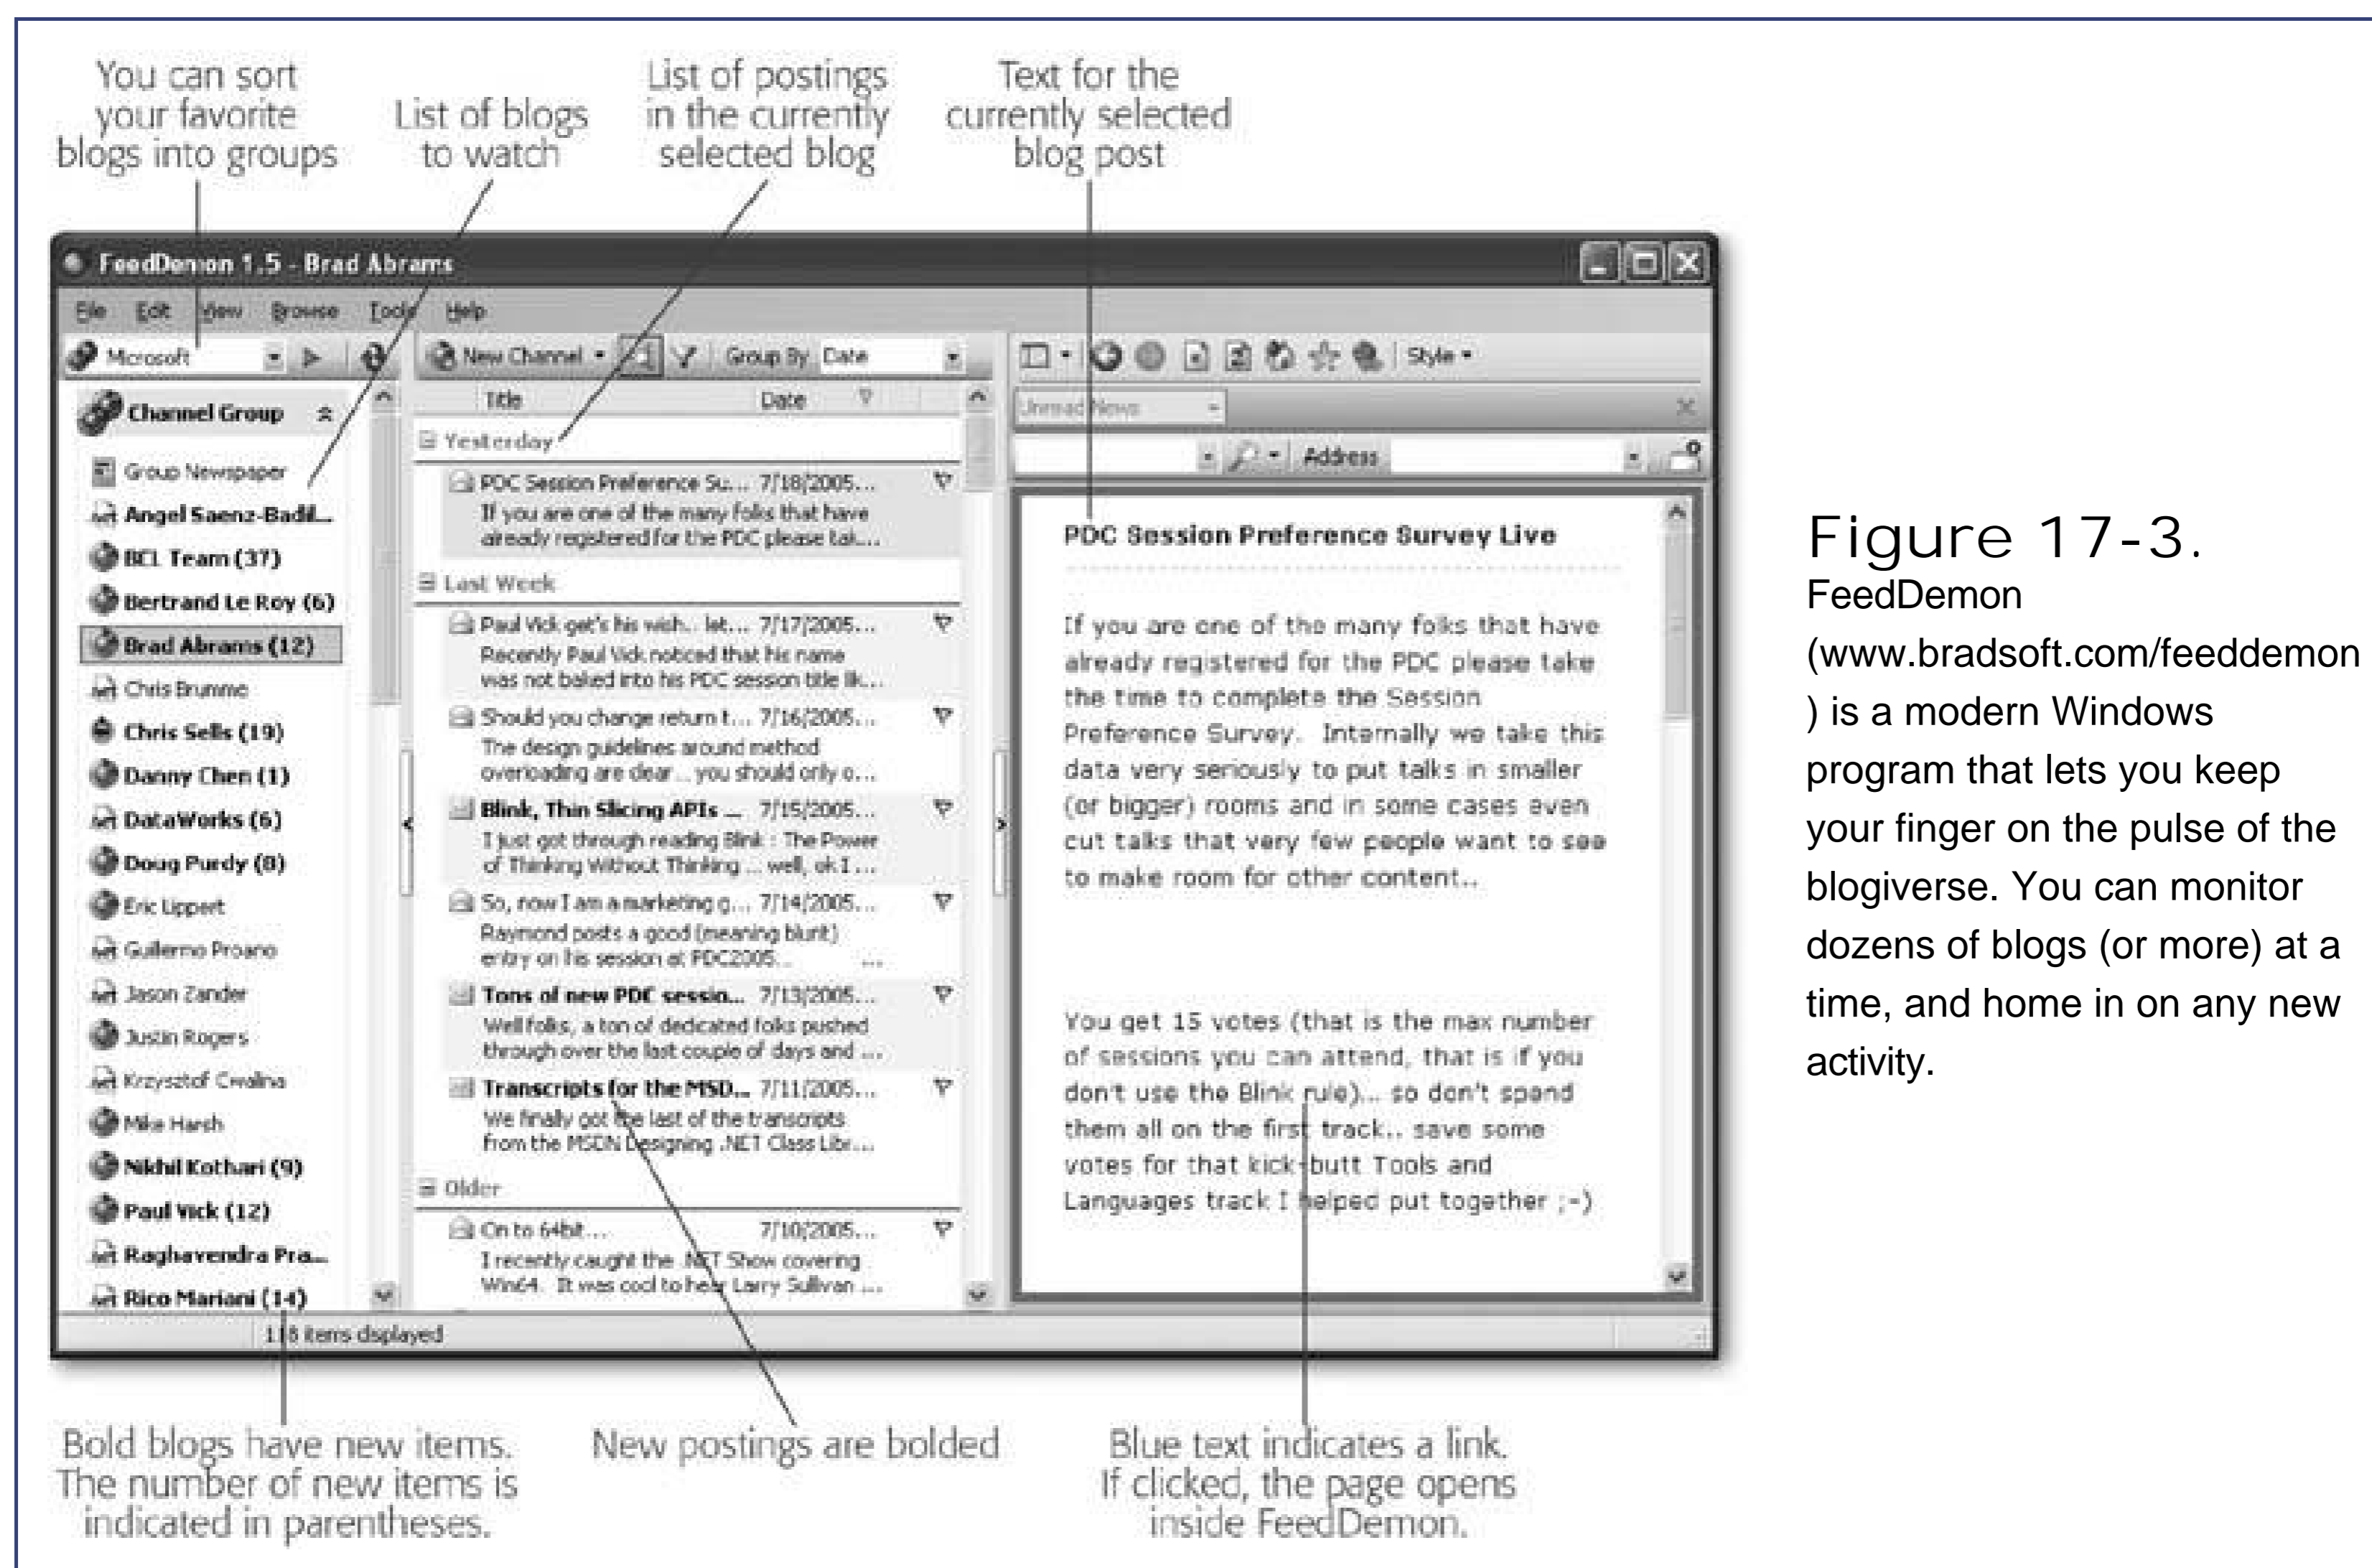 You can sort
your favorite
blogs into groups
List of blogs
to watch
List of postings
in the currently
selected blog
Text for the
currently selected
blog post
FeedDemon 1.5 - Brad Abrams
File Edit View Browse Tools Help
Microsoft
New Channel Group By Date
Style
Channel Group
Group Newspaper
Angel Saenz-Badil...
BCL Team (37)
Bertrand Le Roy (6)
Brad Abrams (12)
Chris Brumme
Chris Sells (19)
Danny Chen (1)
DataWorks (6)
Doug Purdy (8)
Eric Lippert
Guillermo Proano
Jason Zander
Justin Rogers
Krzysztof Cwalina
Mike Harsh
Nikhil Kothari (9)
Paul Vick (12)
Raghavendra Pra...
Rico Mariani (14)
Title Date
Yesterday
PDC Session Preference Su... 7/18/2005...
If you are one of the many folks that have
already registered for the PDC please tak...
Last Week
Paul Vick get's his wish.. let... 7/17/2005...
Recently Paul Vick noticed that his name
was not baked into his PDC session title lik...
Should you change return t... 7/16/2005...
The design guidelines around method
overloading are clear... you should only o...
Blink, Thin Slicing APIs ... 7/15/2005...
I just got through reading Blink : The Power
of Thinking Without Thinking ... well, ok I ...
So, now I am a marketing g... 7/14/2005...
Raymond posts a good (meaning blunt)
entry on his session at PDC2005... ...
Tons of new PDC sessio... 7/13/2005...
Well folks, a ton of dedicated folks pushed
through over the last couple of days and ...
Transcripts for the MSD... 7/11/2005...
We finally got the last of the transcripts
from the MSDN Designing .NET Class Libr...
Older
On to 64bit... 7/10/2005...
I recently caught the .NET Show covering
Win64. It was cool to hear Larry Sullivan ...
Unread News
Address
PDC Session Preference Survey Live
If you are one of the many folks that have
already registered for the PDC please take
the time to complete the Session
Preference Survey. Internally we take this
data very seriously to put talks in smaller
(or bigger) rooms and in some cases even
cut talks that very few people want to see
to make room for other content..
You get 15 votes (that is the max number
of sessions you can attend, that is if you
don't use the Blink rule)... so don't spend
them all on the first track.. save some
votes for that kick-butt Tools and
Languages track I helped put together ;-)
118 items displayed
Bold blogs have new items.
The number of new items is
indicated in parentheses.
New postings are bolded
Blue text indicates a link.
If clicked, the page opens
inside FeedDemon.
Figure 17-3.
FeedDemon
(www.bradsoft.com/feeddemon
) is a modern Windows
program that lets you keep
your finger on the pulse of the
blogiverse. You can monitor
dozens of blogs (or more) at a
time, and home in on any new
activity.